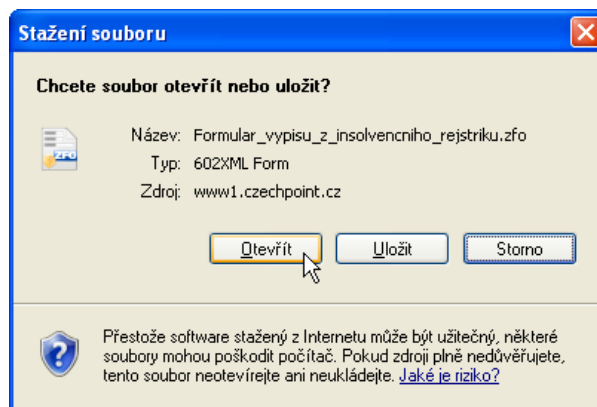 Stažení souboru
Chcete soubor otevřít nebo uložit?
ZFO
Název: Formular_vypisu_z_insolvencniho_rejstriku.zfo
Typ: 602XML Form
Zdroj: www1.czechpoint.cz
Otevřít Uložit Storno
Přestože software stažený z Internetu může být užitečný, některé
soubory mohou poškodit počítač. Pokud zdroji plně nedůvěřujete,
tento soubor neotevírejte ani neukládejte. Jaké je riziko?